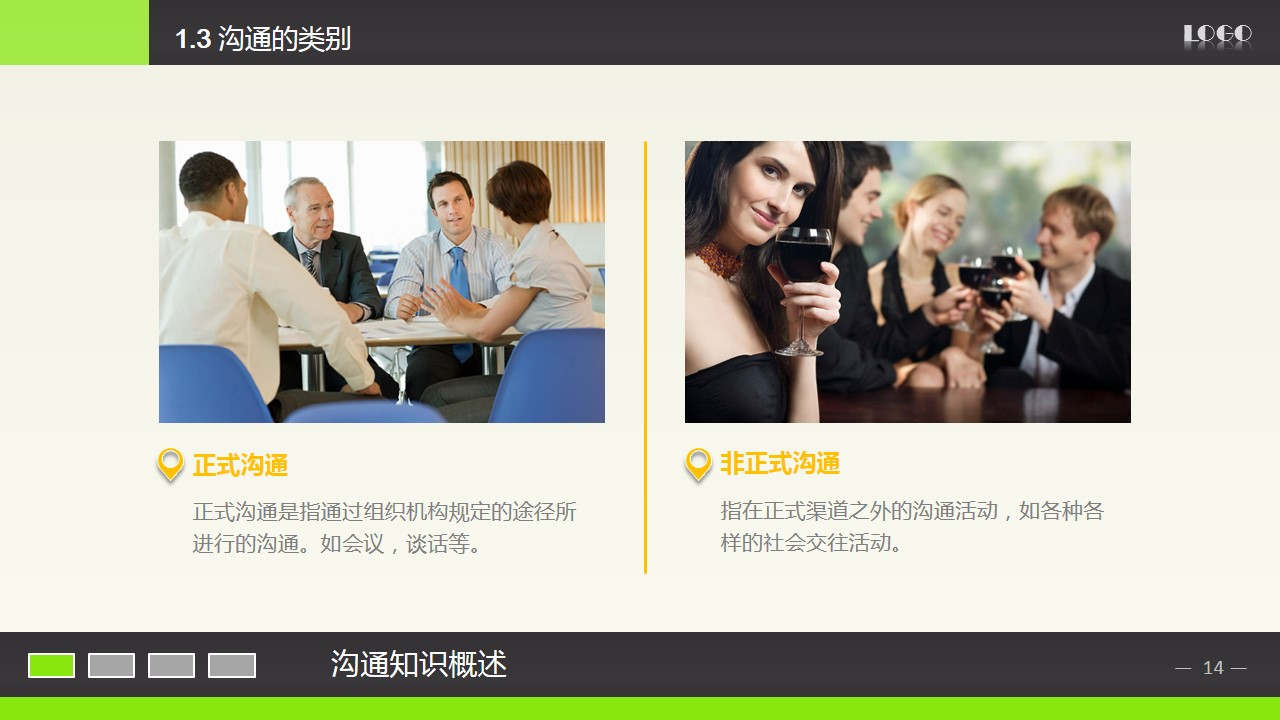 1.3 沟通的类别
LOGO
正式沟通
正式沟通是指通过组织机构规定的途径所
进行的沟通。如会议，谈话等。
非正式沟通
指在正式渠道之外的沟通活动，如各种各
样的社会交往活动。
沟通知识概述
— 14 —